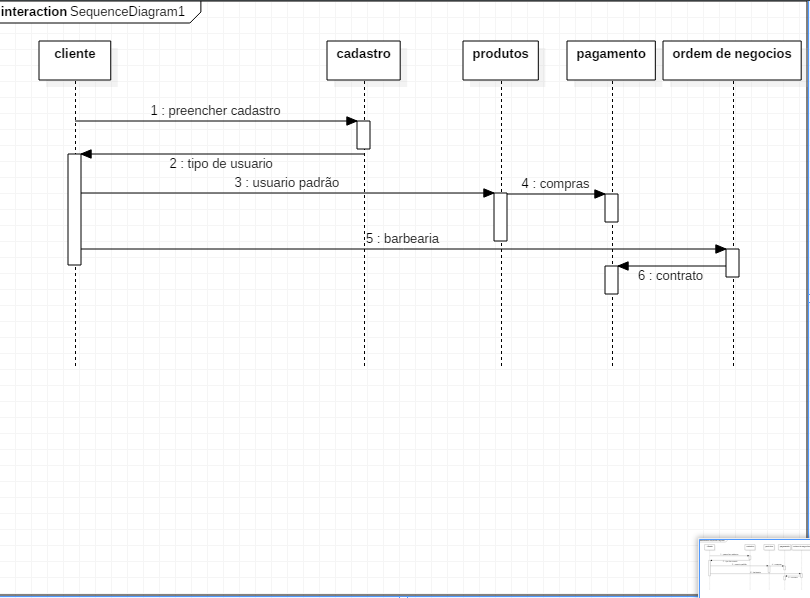 interaction SequenceDiagram1
cliente
cadastro
produtos
pagamento
ordem de negocios
1 : preencher cadastro
2 : tipo de usuario
3 : usuario padrão
4 : compras
5 : barbearia
6 : contrato